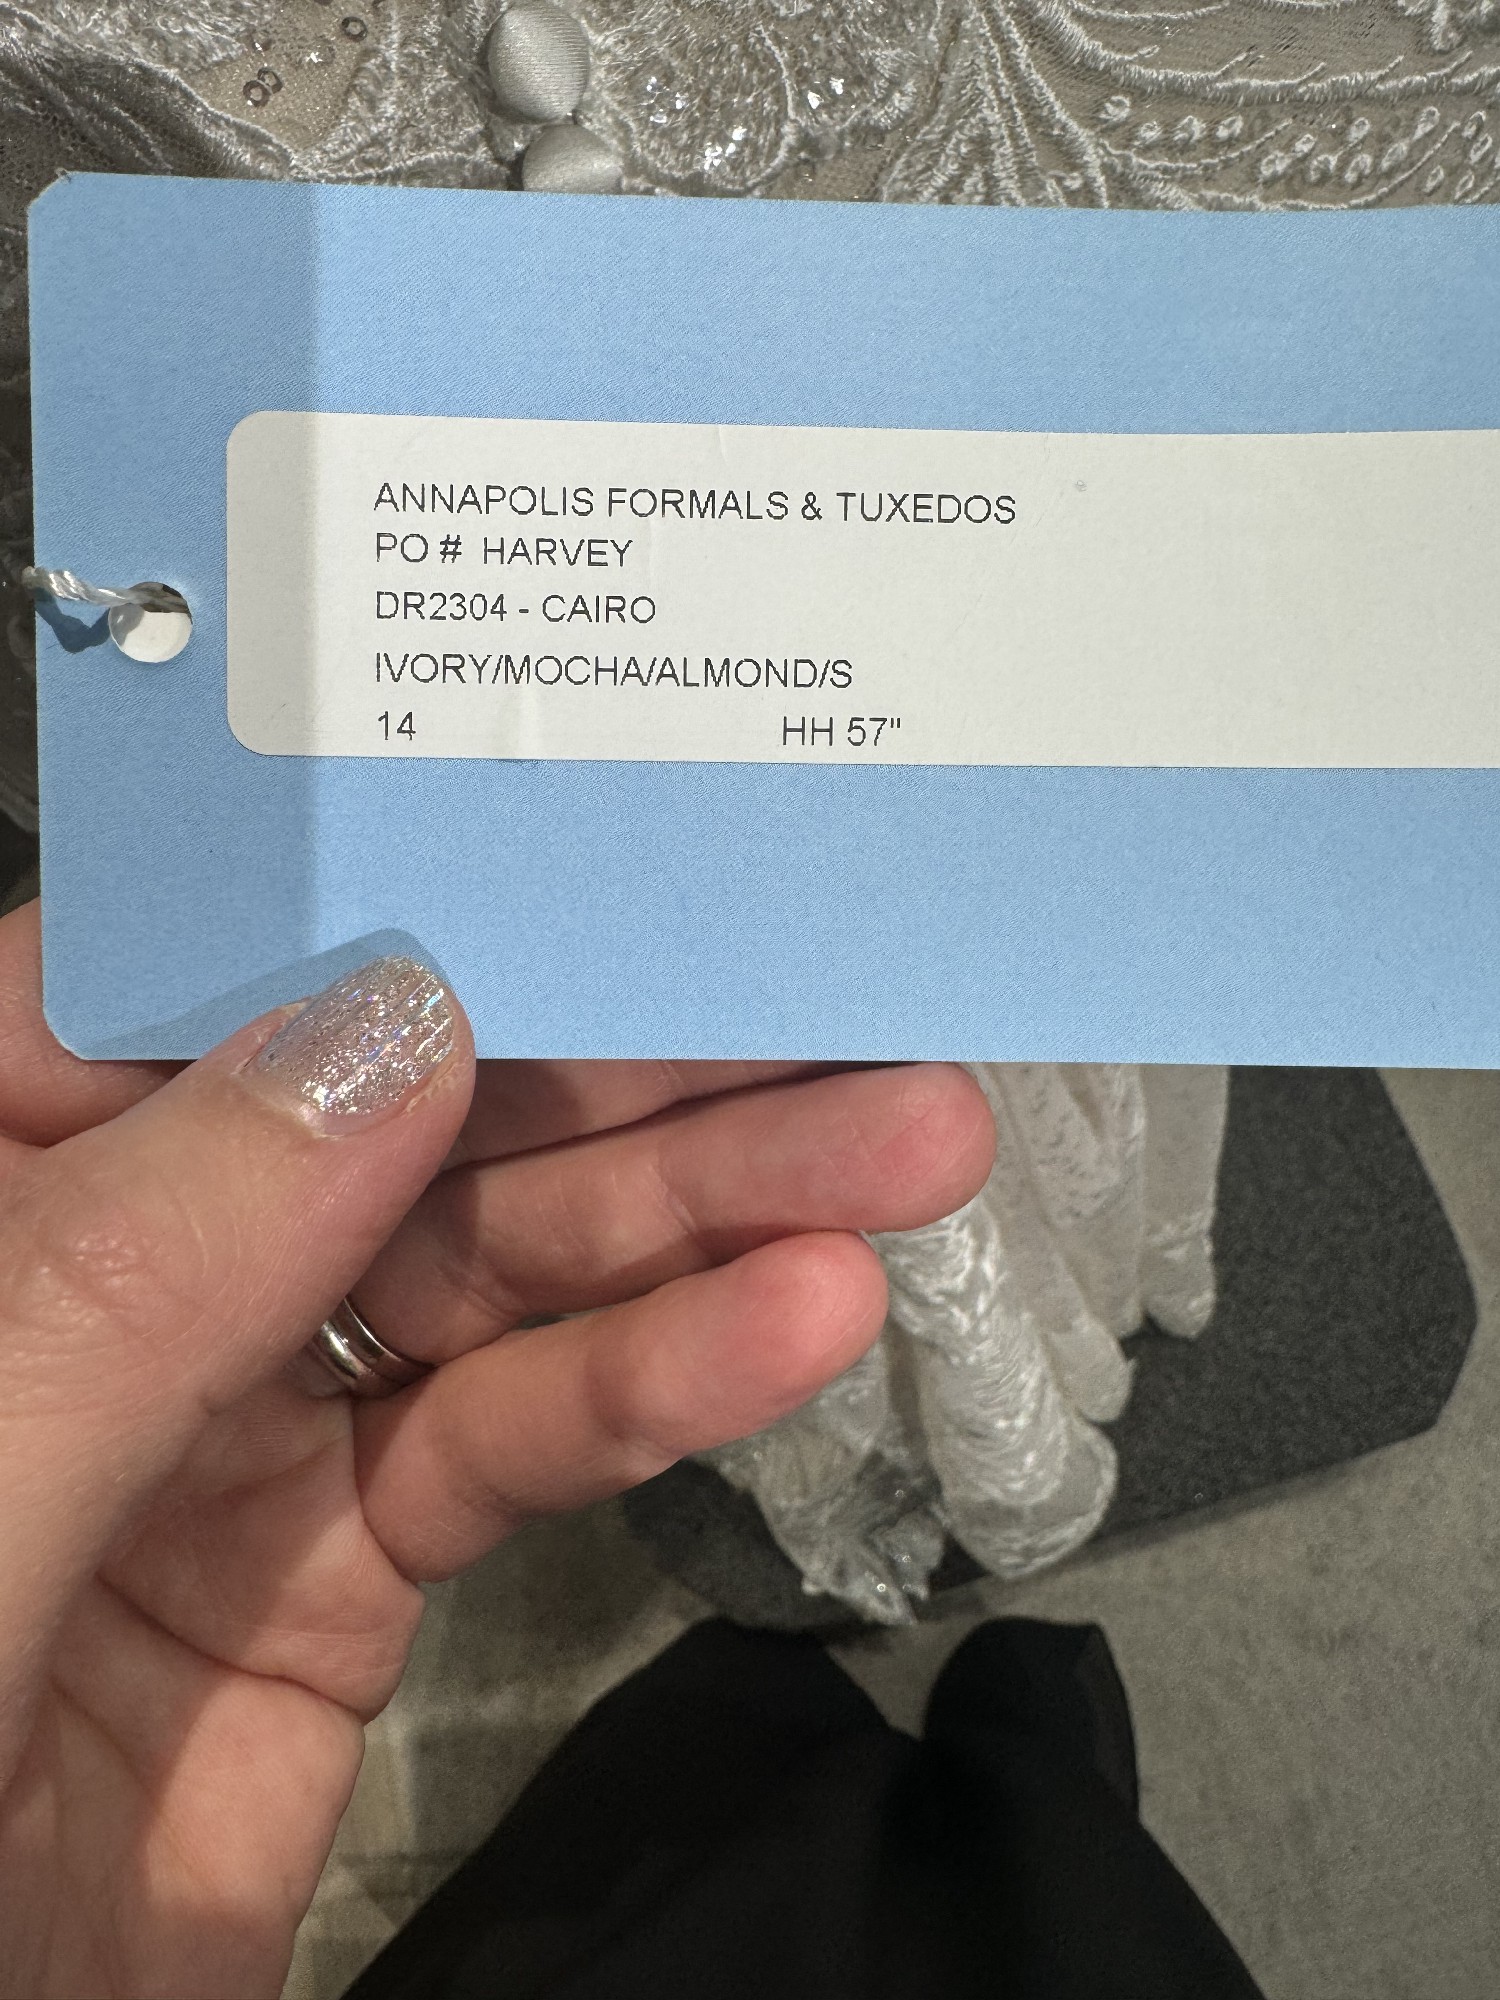 ANNAPOLIS FORMALS & TUXEDOS
PO # HARVEY
DR2304 - CAIRO
IVORY/MOCHA/ALMOND/S
14 HH 57"